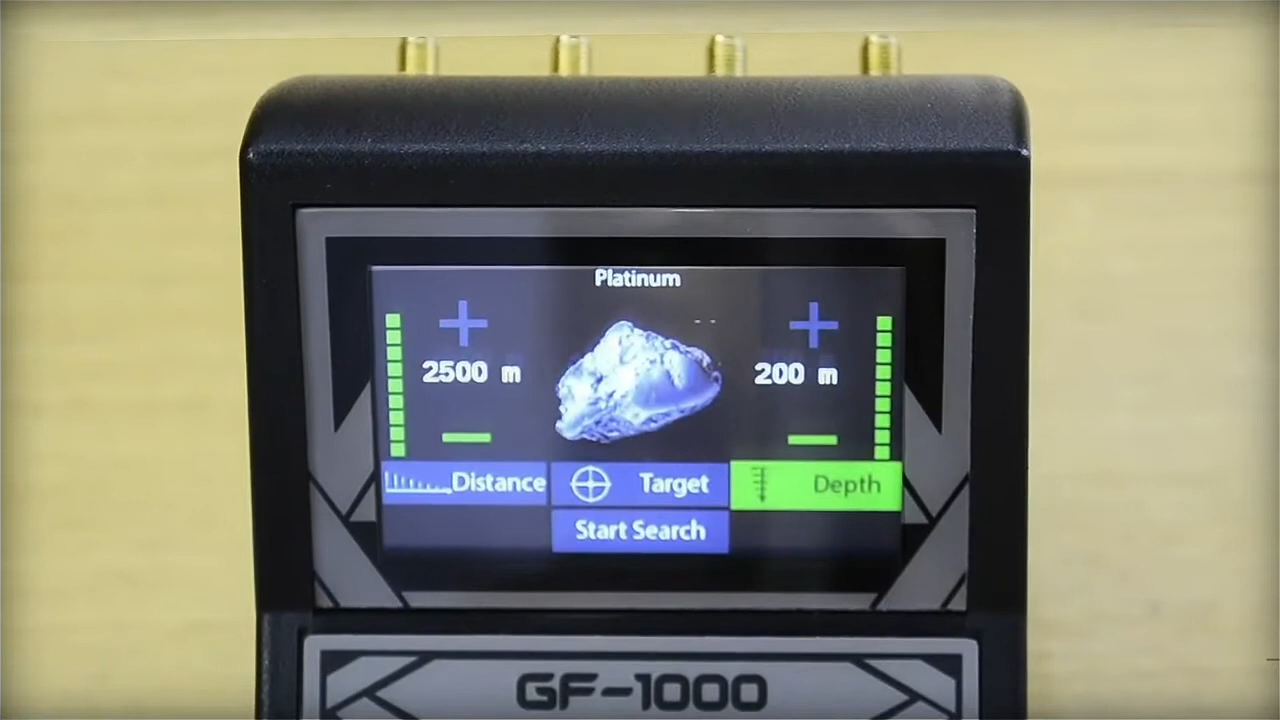 Platinum
2500 m
200 m
Distance
Target
Depth
Start Search
GF-1000